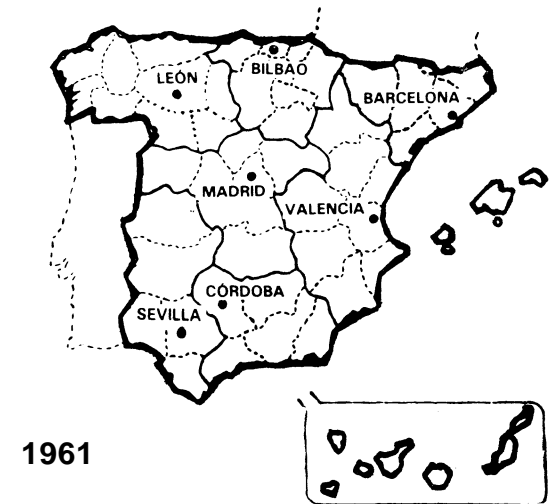 LEÓN
BILBAO
BARCELONA
MADRID
VALENCIA
CÓRDOBA
SEVILLA
1961